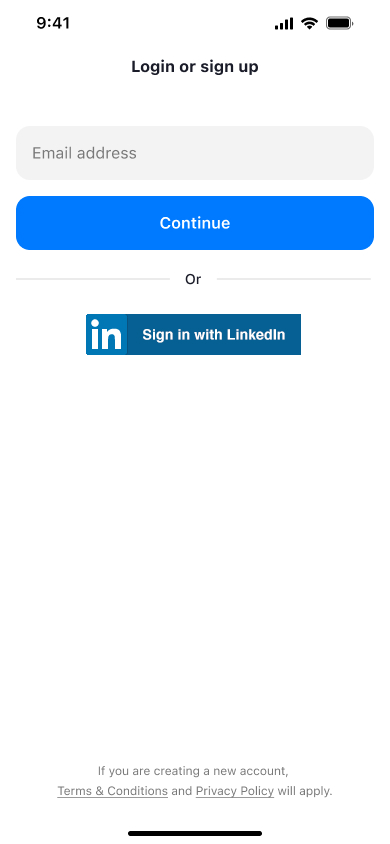 9:41
Login or sign up
Email address
Continue
Or
in Sign in with LinkedIn
If you are creating a new account,
Terms & Conditions and Privacy Policy will apply.